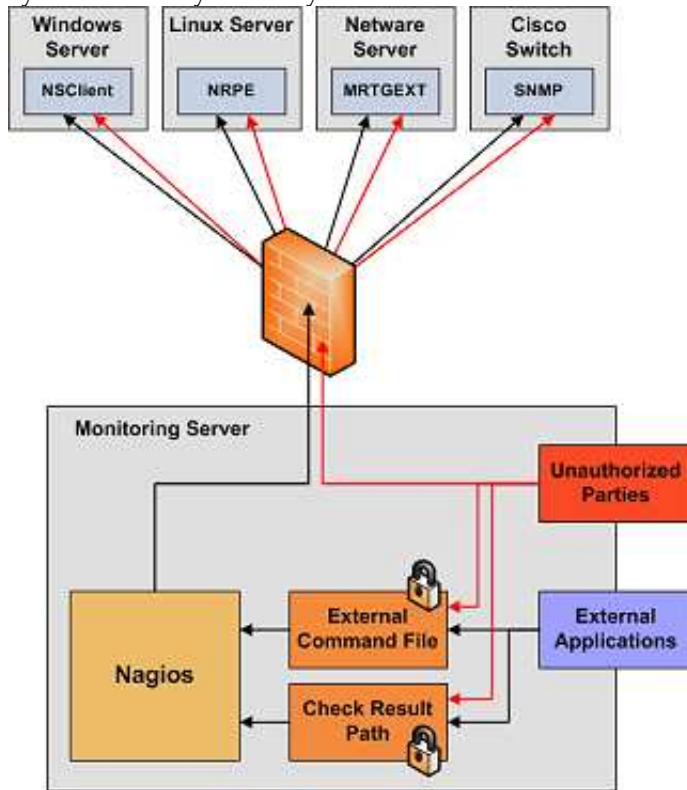 Windows
Server
NSClient
Linux Server
NRPE
Netware
Server
MRTGEXT
Cisco
Switch
SNMP
Monitoring Server
Unauthorized
Parties
External
Command File
External
Applications
Nagios
Check Result
Path